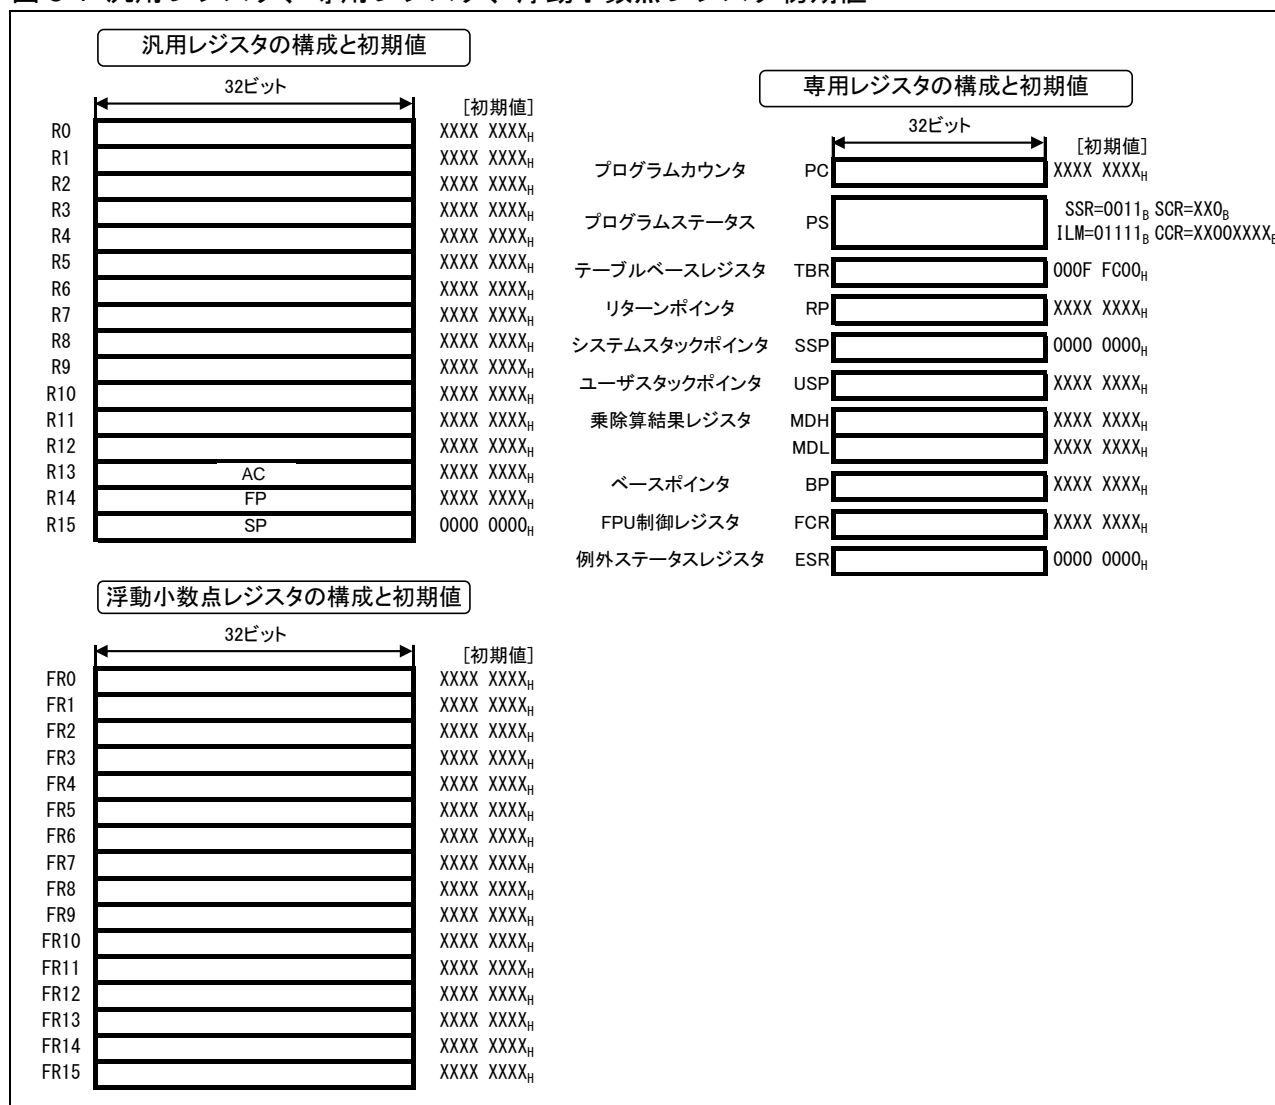 汎用レジスタの構成と初期値
32ビット
[初期値]
R0 XXXX XXXXH
R1 XXXX XXXXH
R2 XXXX XXXXH
R3 XXXX XXXXH
R4 XXXX XXXXH
R5 XXXX XXXXH
R6 XXXX XXXXH
R7 XXXX XXXXH
R8 XXXX XXXXH
R9 XXXX XXXXH
R10 XXXX XXXXH
R11 XXXX XXXXH
R12 XXXX XXXXH
R13 AC XXXX XXXXH
R14 FP XXXX XXXXH
R15 SP 0000 0000H
専用レジスタの構成と初期値
32ビット
[初期値]
プログラムカウンタ PC XXXX XXXXH
プログラムステータス PS SSR=0011B SCR=XX0B
ILM=01111B CCR=XX00XXXXB
テーブルベースレジスタ TBR 000F FC00H
リターンポインタ RP XXXX XXXXH
システムスタックポインタ SSP 0000 0000H
ユーザスタックポインタ USP XXXX XXXXH
乗除算結果レジスタ MDH XXXX XXXXH
MDL XXXX XXXXH
ベースポインタ BP XXXX XXXXH
FPU制御レジスタ FCR XXXX XXXXH
例外ステータスレジスタ ESR 0000 0000H
浮動小数点レジスタの構成と初期値
32ビット
[初期値]
FR0 XXXX XXXXH
FR1 XXXX XXXXH
FR2 XXXX XXXXH
FR3 XXXX XXXXH
FR4 XXXX XXXXH
FR5 XXXX XXXXH
FR6 XXXX XXXXH
FR7 XXXX XXXXH
FR8 XXXX XXXXH
FR9 XXXX XXXXH
FR10 XXXX XXXXH
FR11 XXXX XXXXH
FR12 XXXX XXXXH
FR13 XXXX XXXXH
FR14 XXXX XXXXH
FR15 XXXX XXXXH